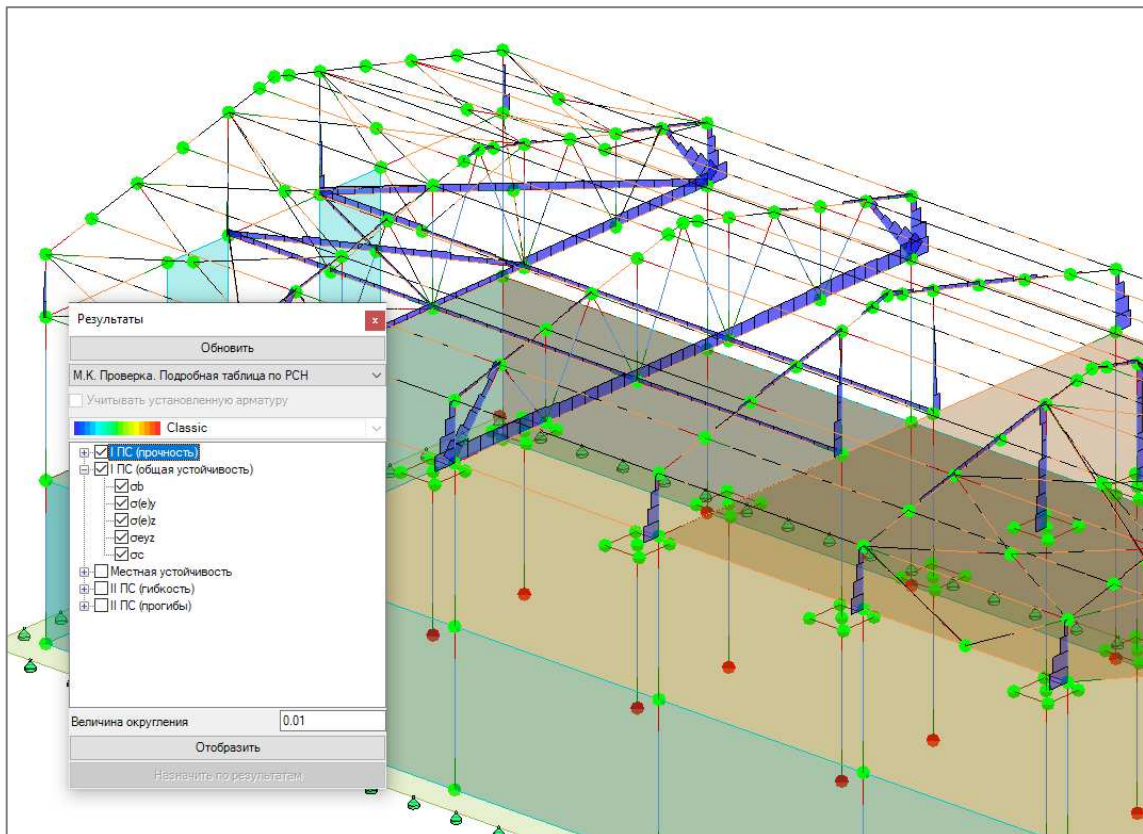 Результаты
x
Обновить
М.К. Проверка. Подробная таблица по РСН
Учитывать установленную арматуру
Classic
I ПС (прочность)
I ПС (общая устойчивость)
σb
σ(e)y
σ(e)z
σeyz
σc
Местная устойчивость
II ПС (гибкость)
II ПС (прогибы)
Величина округления 0.01
Отобразить
Назначить по результатам